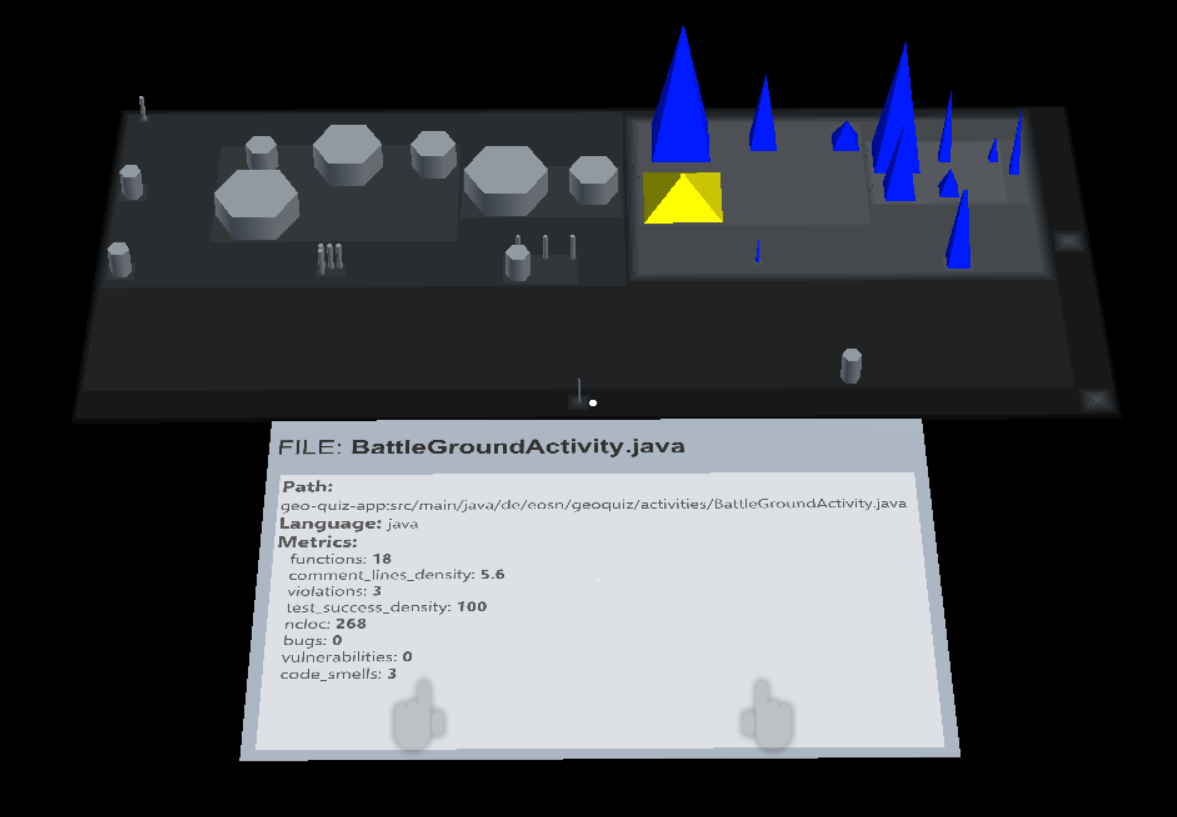 FILE: BattleGroundActivity.java
Path:
geo-quiz-app:src/main/java/de/eosn/geoquiz/activities/BattleGroundActivity.java
Language: java
Metrics:
functions: 18
comment_lines_density: 5.6
violations: 3
test_success_density: 100
ncloc: 268
bugs: 0
vulnerabilities: 0
code_smells: 3